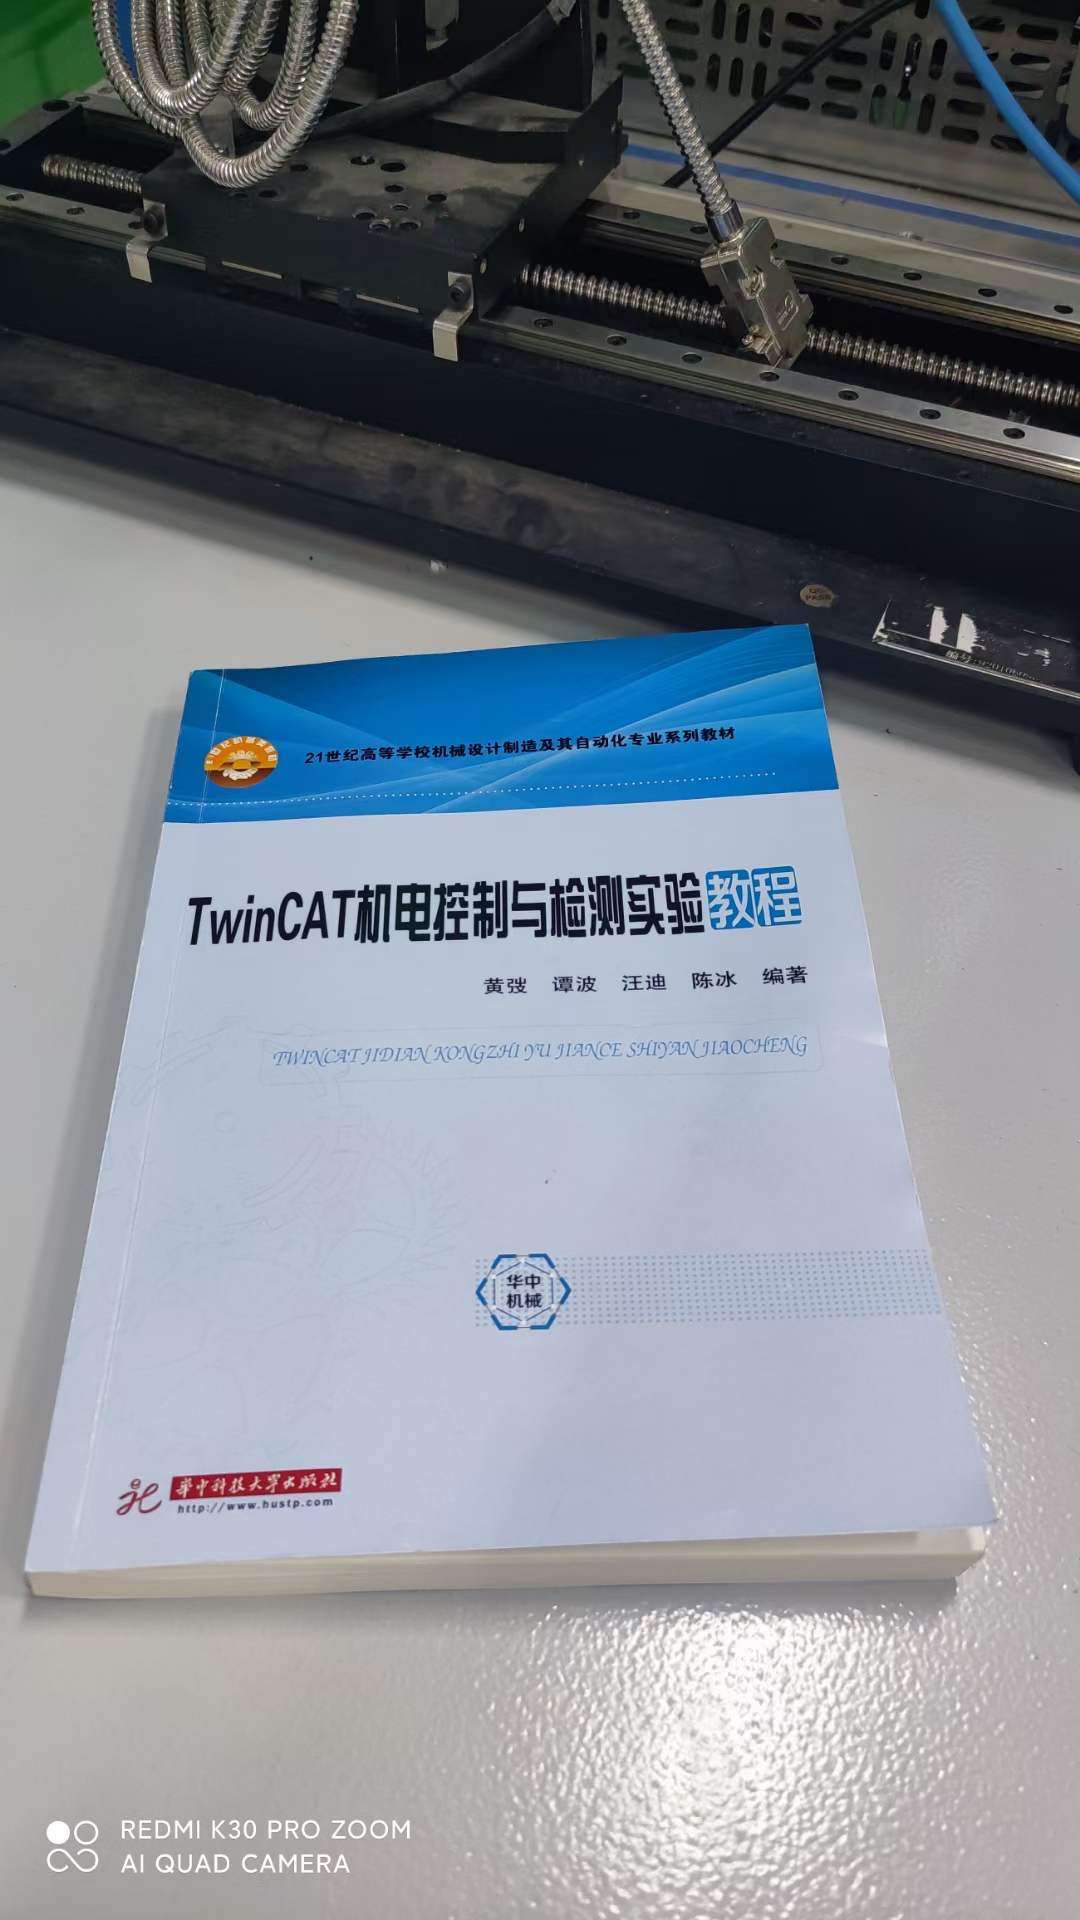 21世纪高等学校机械设计制造及其自动化专业系列教材
TwinCAT机电控制与检测实验教程
黄弢 谭波 汪迪 陈冰 编著
TWINCAT JIDIAN KONGZHI YU JIANCE SHIYAN JIAOCHENG
华中
机械
华中科技大学出版社
http://www.hustp.com
REDMI K30 PRO ZOOM
AI QUAD CAMERA